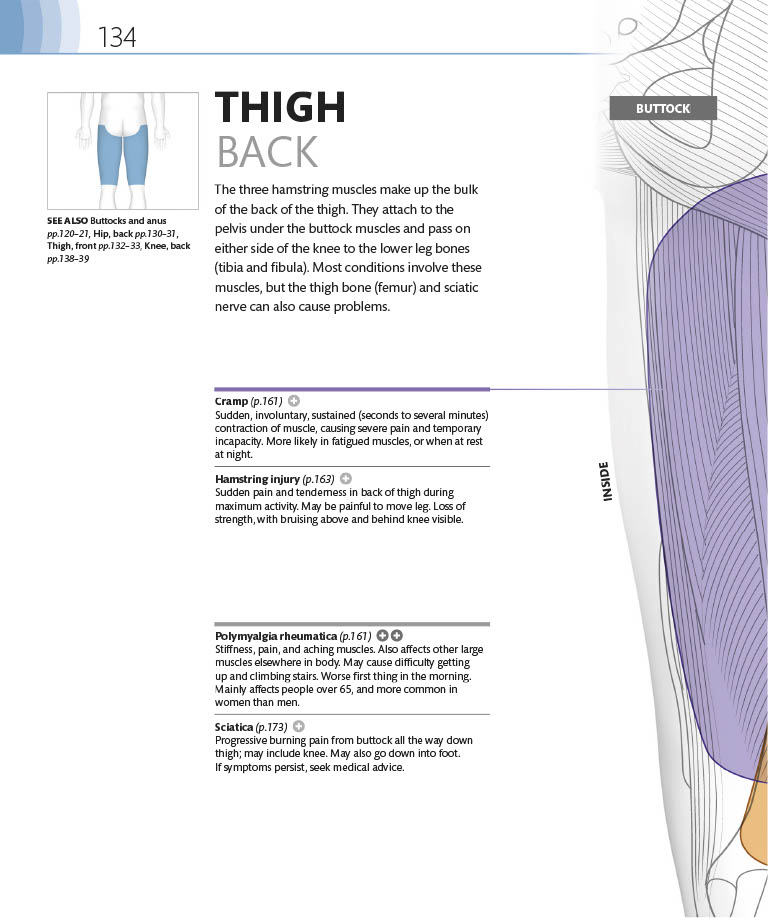 134
THIGH
BACK
The three hamstring muscles make up the bulk
of the back of the thigh. They attach to the
pelvis under the buttock muscles and pass on
either side of the knee to the lower leg bones
(tibia and fibula). Most conditions involve these
muscles, but the thigh bone (femur) and sciatic
nerve can also cause problems.
SEE ALSO Buttocks and anus
pp.120–21, Hip, back pp.130–31,
Thigh, front pp.132–33, Knee, back
pp.138–39
BUTTOCK
Cramp (p.161)
Sudden, involuntary, sustained (seconds to several minutes)
contraction of muscle, causing severe pain and temporary
incapacity. More likely in fatigued muscles, or when at rest
at night.
Hamstring injury (p.163)
Sudden pain and tenderness in back of thigh during
maximum activity. May be painful to move leg. Loss of
strength, with bruising above and behind knee visible.
INSIDE
Polymyalgia rheumatica (p.161)
Stiffness, pain, and aching muscles. Also affects other large
muscles elsewhere in body. May cause difficulty getting
up and climbing stairs. Worse first thing in the morning.
Mainly affects people over 65, and more common in
women than men.
Sciatica (p.173)
Progressive burning pain from buttock all the way down
thigh; may include knee. May also go down into foot.
If symptoms persist, seek medical advice.